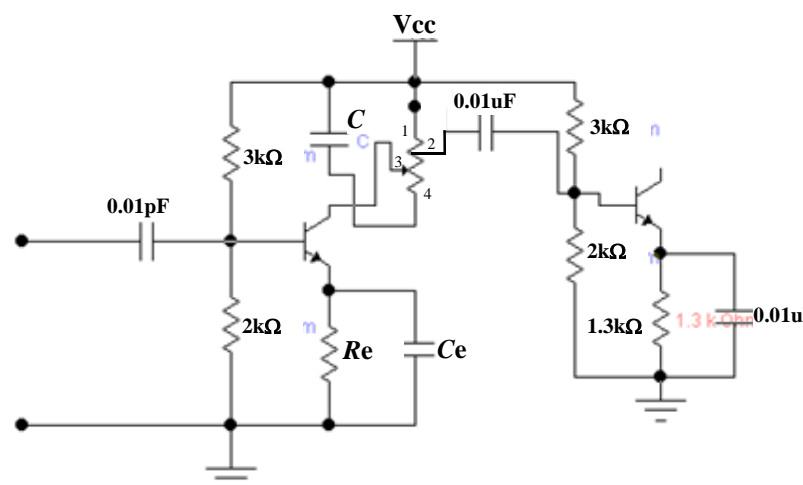 Vcc
0.01uF
C
C
1
2
3
4
m
3kΩ
3kΩ
n
0.01pF
2kΩ
2kΩ
n
m
Re
Ce
1.3kΩ
1.3 k Ohm
0.01u